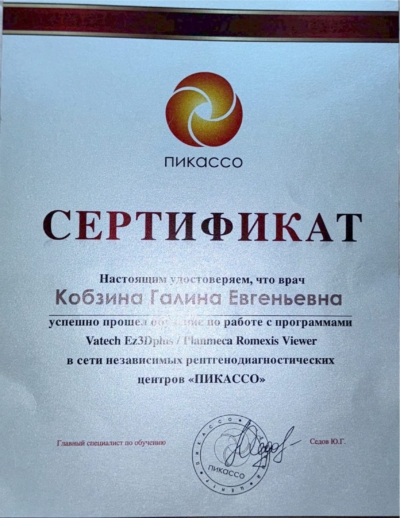 ПИКАССО
СЕРТИФИКАТ
Настоящим удостоверяем, что врач
Кобзина Галина Евгеньевна
успешно прошел обучение по работе с программами
Vatech Ez3Dplus / Planmeca Romexis Viewer
в сети независимых рентгенодиагностических
центров «ПИКАССО»
Главный специалист по обучению
Седов Ю.Г.
ПИКАССО